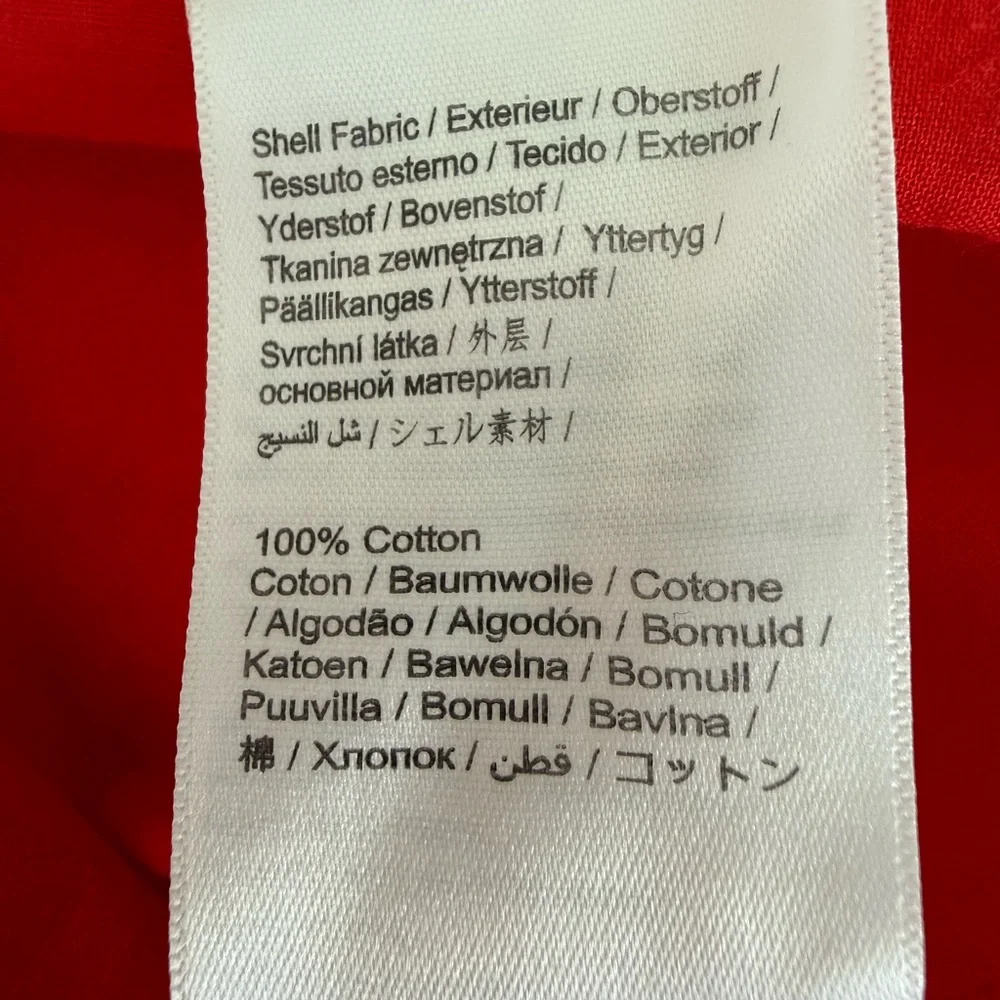 Shell Fabric / Exterieur / Oberstoff /
Tessuto esterno / Tecido / Exterior /
Yderstof / Bovenstof /
Tkanina zewnętrzna / Yttertyg /
Päällikangas / Ytterstoff /
Svrchní látka / 外层 /
основной материал /
شل النسيج / シェル素材 /
100% Cotton
Coton / Baumwolle / Cotone
/ Algodão / Algodón / Bomuld /
Katoen / Bawelna / Bomull /
Puuvilla / Bomull / Bavlna /
棉 / Хлопок / قطن / コットン